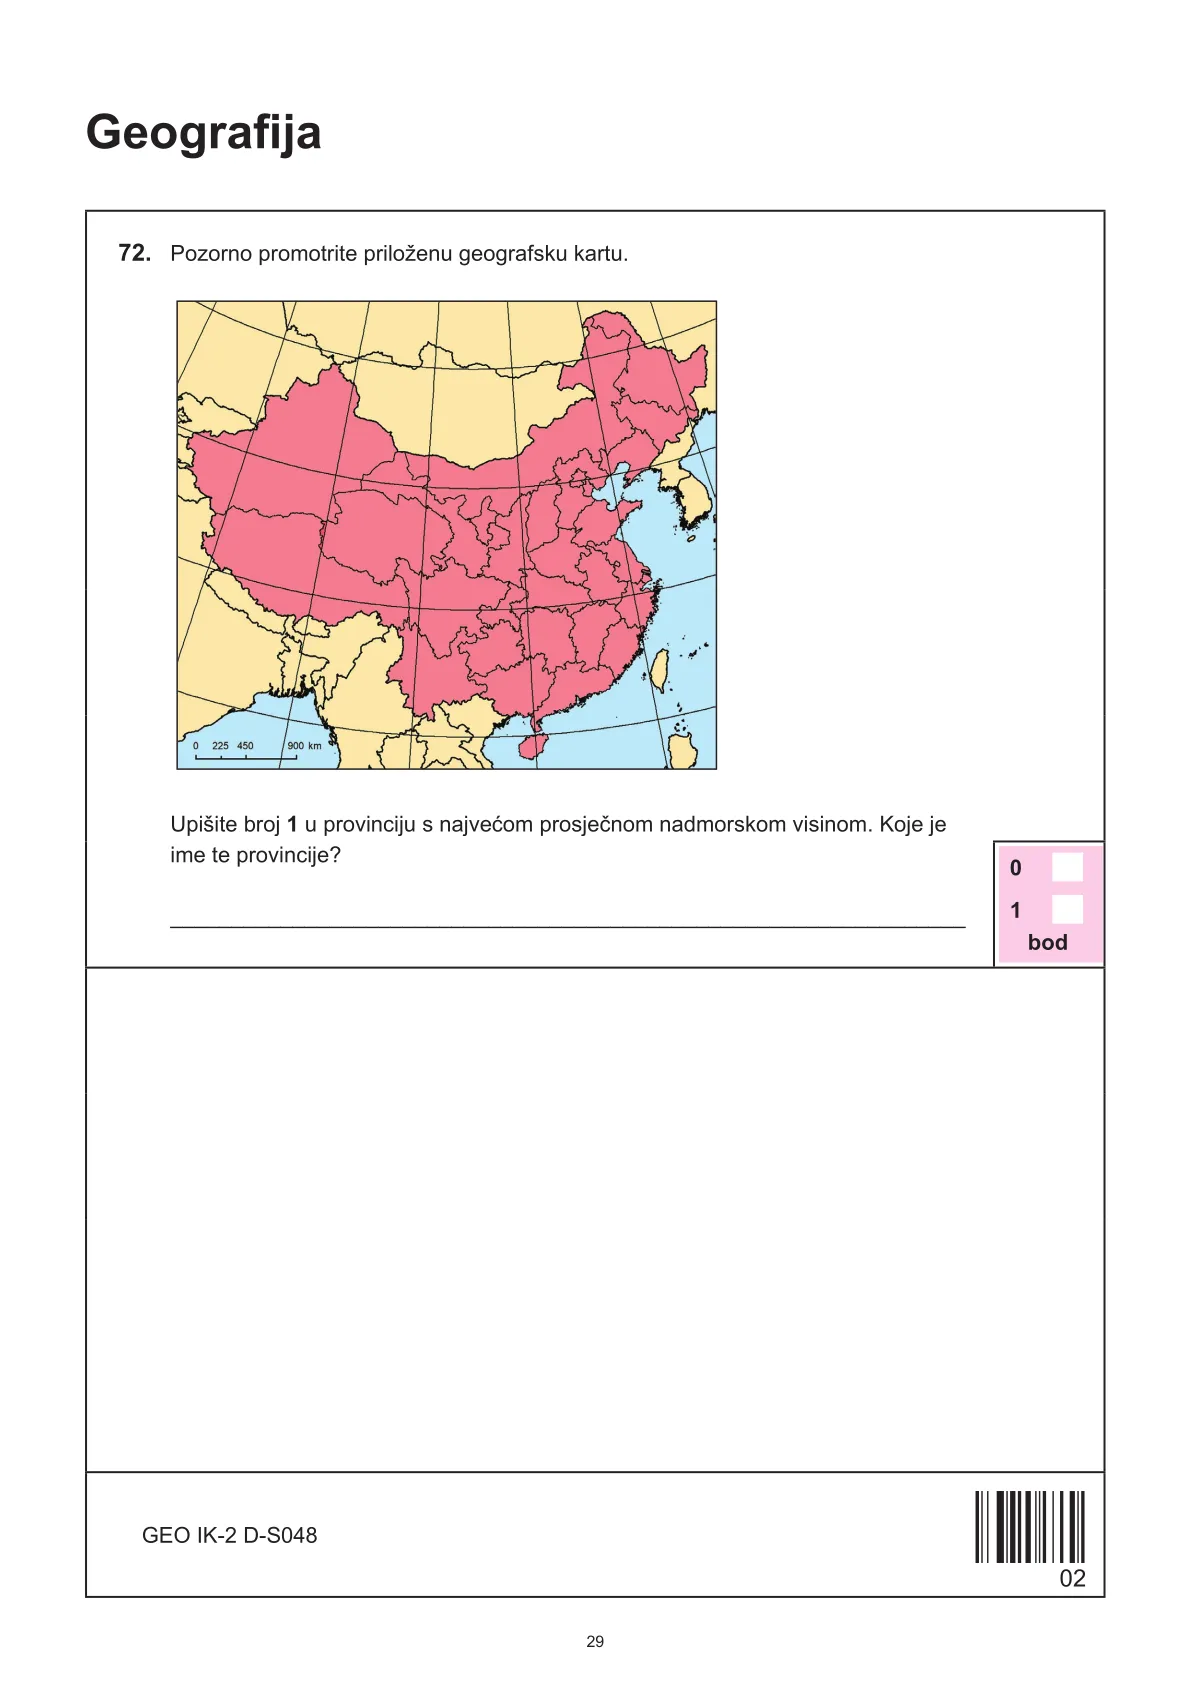 Geografija
72. Pozorno promotrite priloženu geografsku kartu.
0 225 450 900 km
Upišite broj 1 u provinciju s najvećom prosječnom nadmorskom visinom. Koje je
ime te provincije?
0
1
bod
GEO IK-2 D-S048
02
29